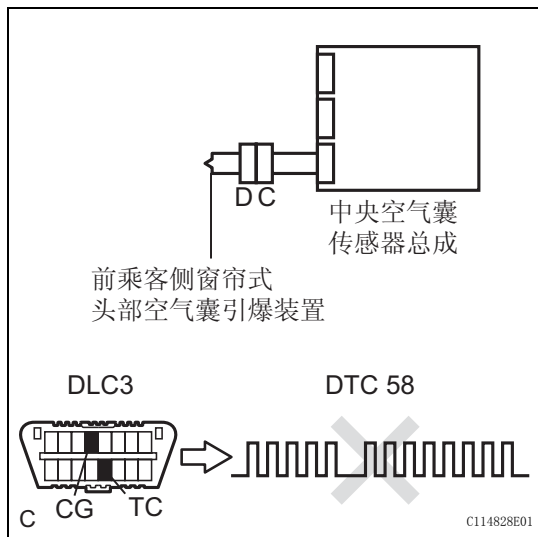 D C
中央空气囊
传感器总成
前乘客侧窗帘式
头部空气囊引爆装置
DLC3
DTC 58
CG
TC
C
C114828E01